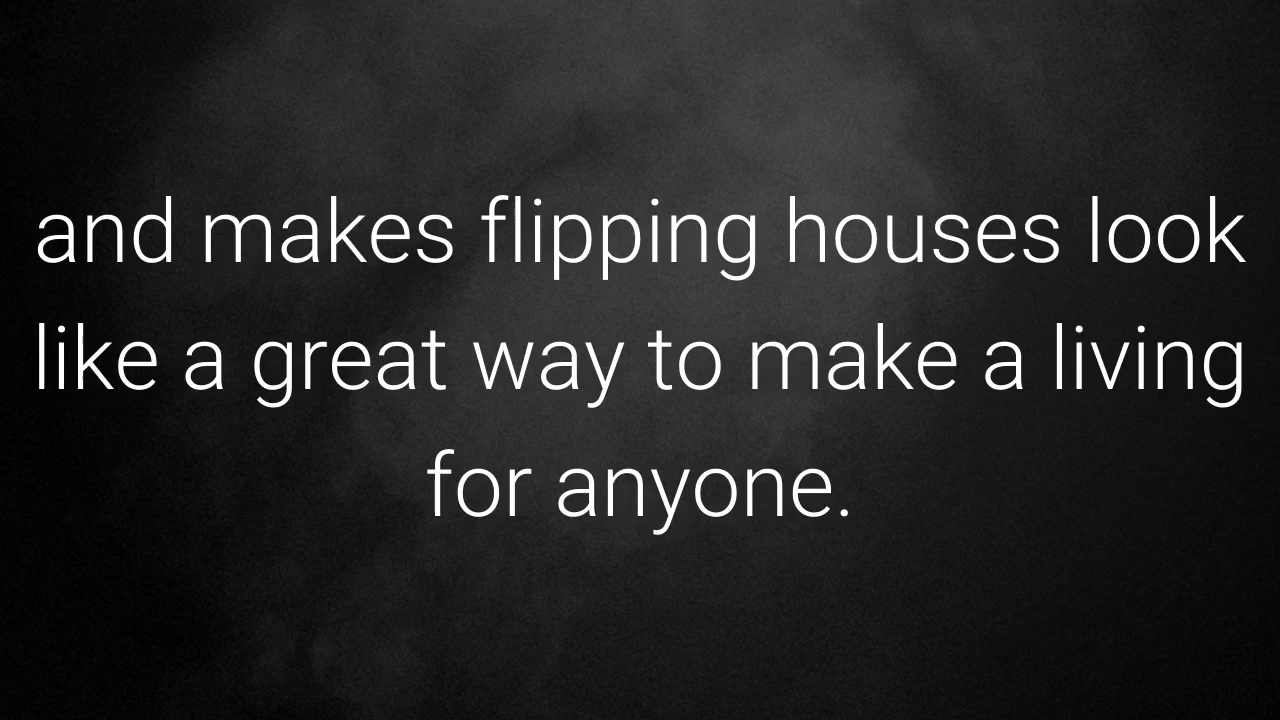 and makes flipping houses look
like a great way to make a living
for anyone.